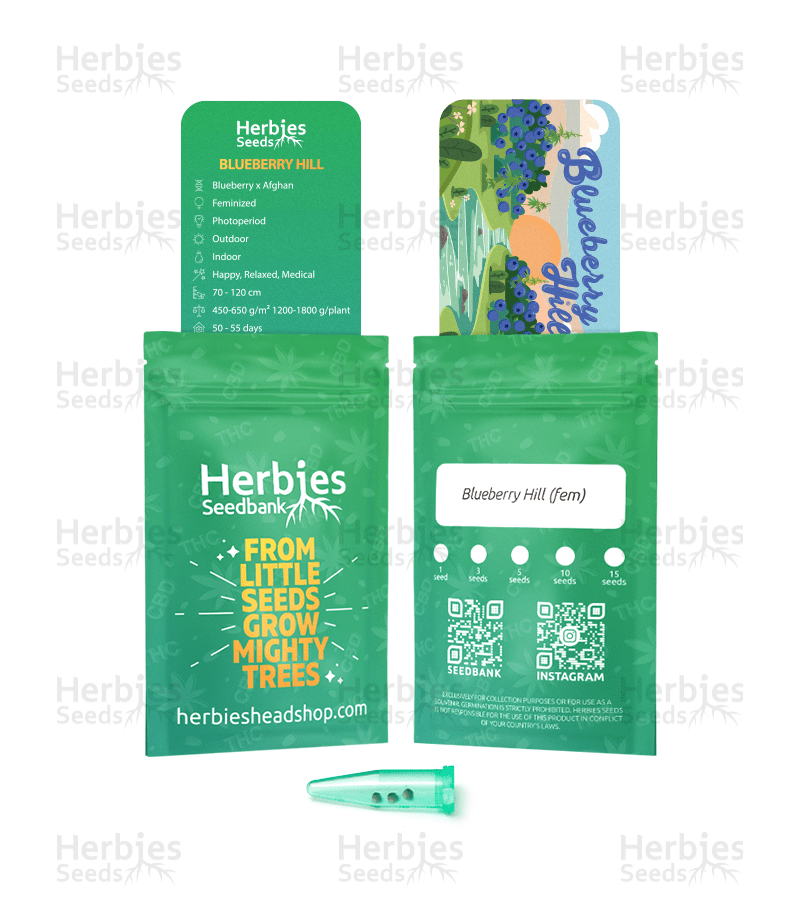 Herbies
Seeds
BLUEBERRY HILL
Blueberry x Afghan
Feminized
Photoperiod
Outdoor
Indoor
Happy, Relaxed, Medical
70 - 120 cm
450-650 g/m² 1200-1800 g/plant
50 - 55 days
Blueberry
Hill
THC
CBD
Herbies
Seedbank
FROM
LITTLE
SEEDS
GROW
MIGHTY
TREES
herbiesheadshop.com
Blueberry Hill (fem)
1 seed
3 seeds
5 seeds
10 seeds
15 seeds
SEEDBANK
INSTAGRAM
EXCLUSIVELY FOR COLLECTION PURPOSES OR FOR USE AS A
SOUVENIR. GERMINATION IS STRICTLY PROHIBITED. HERBIES SEEDS
IS NOT RESPONSIBLE FOR THE USE OF THIS PRODUCT IN CONFLICT
OF YOUR COUNTRY'S LAWS.
Herbies
Seeds